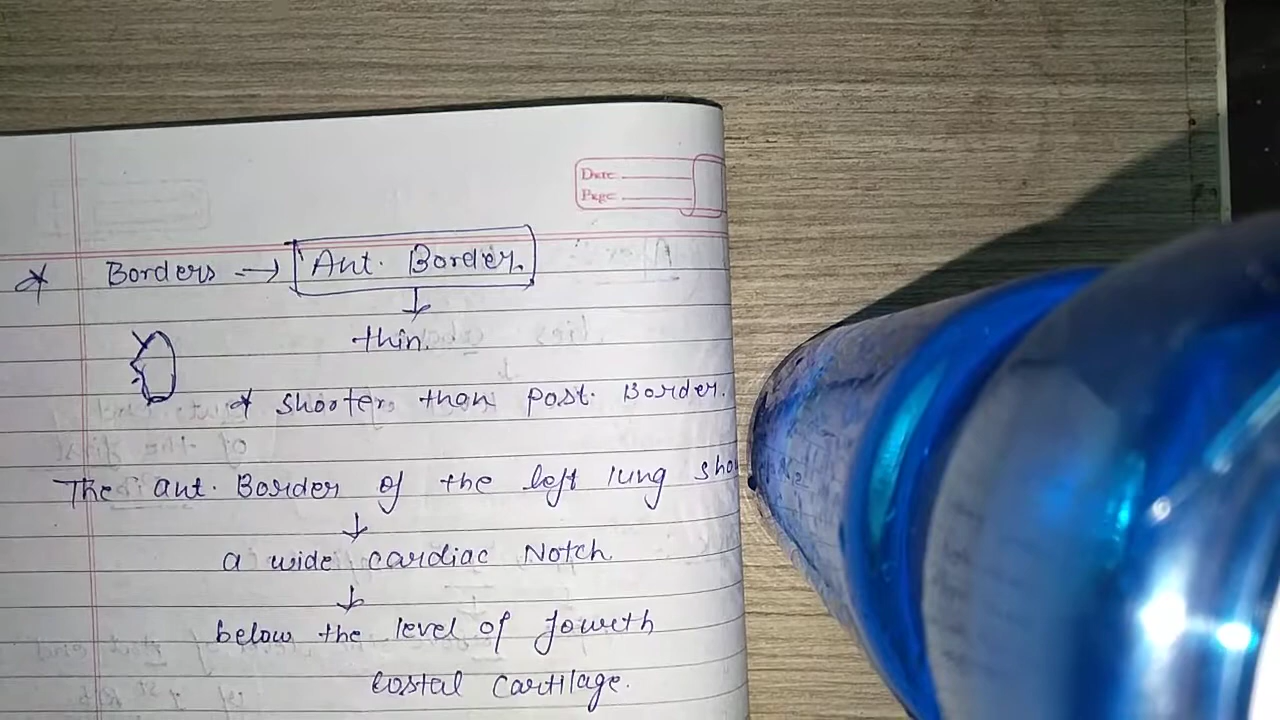 Date
Page
* Borders → Ant. Border.
↓
thin.
* shorter than post. Border.
The ant. Border of the left lung sho
↓
a wide cardiac Notch.
↓
below the level of fourth
costal cartilage.